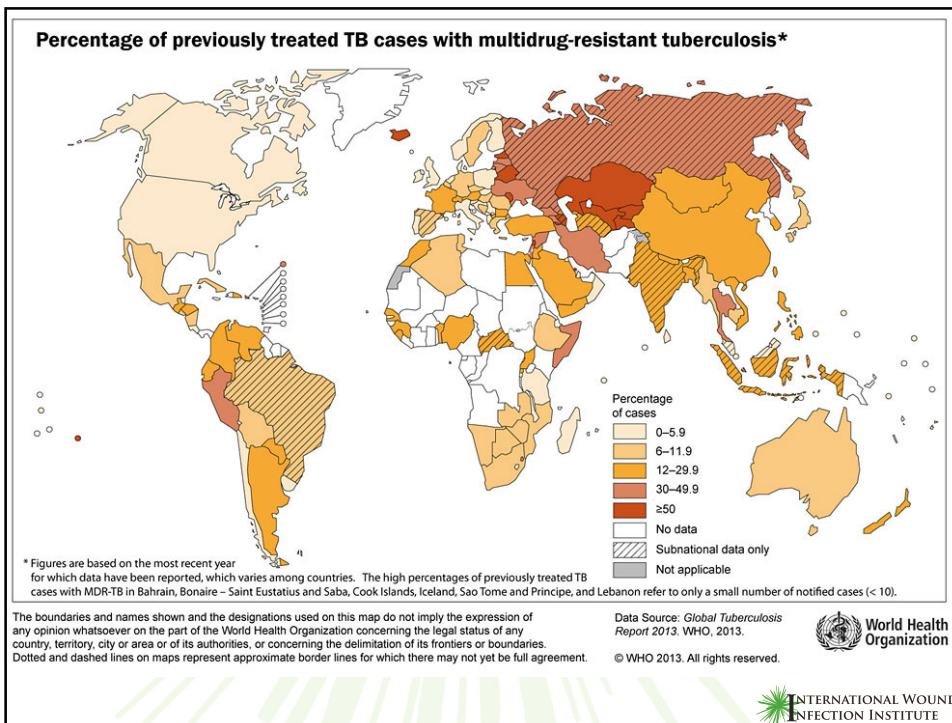 Percentage of previously treated TB cases with multidrug-resistant tuberculosis*
Percentage
of cases
0–5.9
6–11.9
12–29.9
30–49.9
≥50
No data
Subnational data only
Not applicable
* Figures are based on the most recent year
for which data have been reported, which varies among countries. The high percentages of previously treated TB
cases with MDR-TB in Bahrain, Bonaire – Saint Eustatius and Saba, Cook Islands, Iceland, Sao Tome and Principe, and Lebanon refer to only a small number of notified cases (< 10).
The boundaries and names shown and the designations used on this map do not imply the expression of
any opinion whatsoever on the part of the World Health Organization concerning the legal status of any
country, territory, city or area or of its authorities, or concerning the delimitation of its frontiers or boundaries.
Dotted and dashed lines on maps represent approximate border lines for which there may not yet be full agreement.
Data Source: Global Tuberculosis
Report 2013. WHO, 2013.
© WHO 2013. All rights reserved.
World Health
Organization
INTERNATIONAL WOUND
INFECTION INSTITUTE